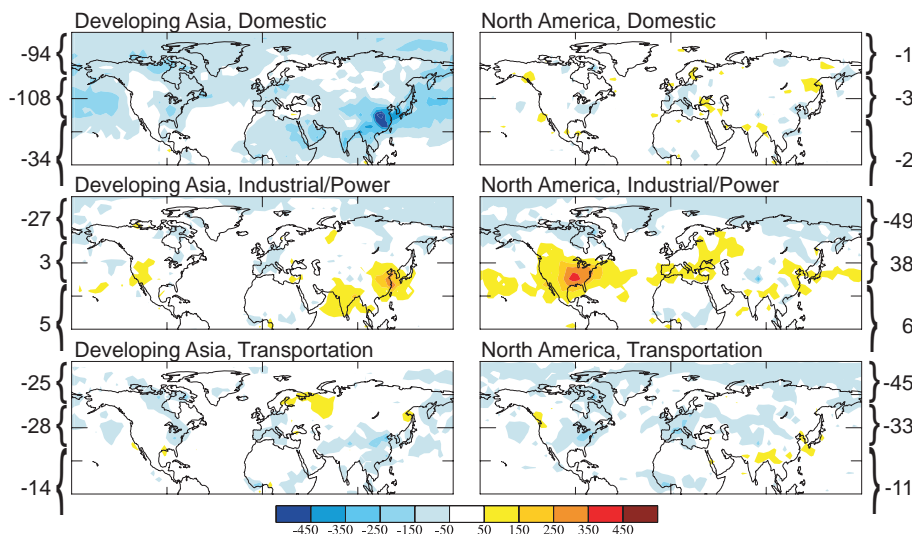 Developing Asia, Domestic North America, Domestic
-94 -1
-108 -3
-34 -2
Developing Asia, Industrial/Power North America, Industrial/Power
-27 -49
3 38
5 6
Developing Asia, Transportation North America, Transportation
-25 -45
-28 -33
-14 -11
-450 -350 -250 -150 -50 50 150 250 350 450